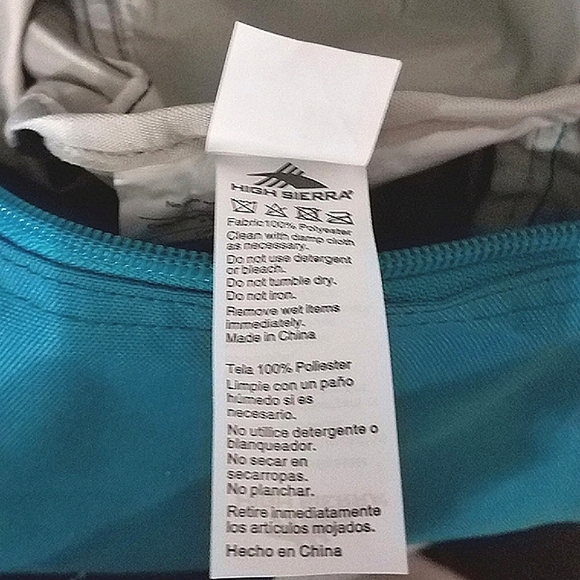 HIGH SIERRA®
Fabric100% Polyester
Clean with damp cloth
as necessary.
Do not use detergent
or bleach.
Do not tumble dry.
Do not iron.
Remove wet items
immediately.
Made in China
Tela 100% Poliester
Limpie con un paño
húmedo si es
necesario.
No utilice detergente o
blanqueador.
No secar en
secarropas.
No planchar.
Retire inmediatamente
los artículos mojados.
Hecho en China